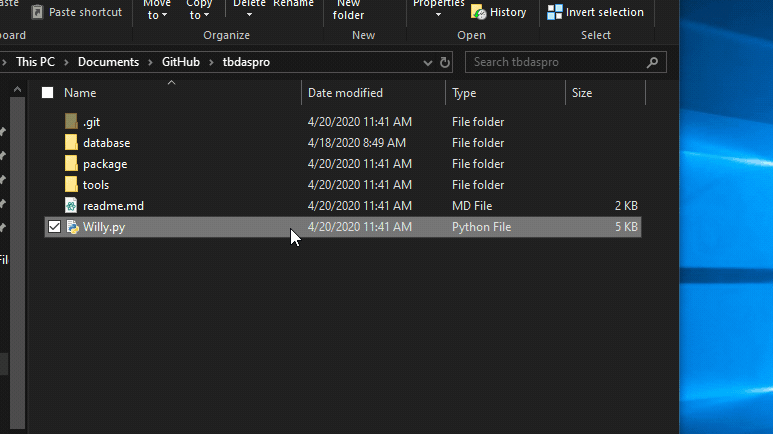 Paste shortcut
Move to
Copy to
Delete
Rename
New folder
Properties
History
Invert selection
Organize
New
Open
Select
This PC > Documents > GitHub > tbdaspro
Search tbdaspro
Name Date modified Type Size
.git 4/20/2020 11:41 AM File folder
database 4/18/2020 8:49 AM File folder
package 4/20/2020 11:41 AM File folder
tools 4/20/2020 11:41 AM File folder
readme.md 4/20/2020 11:41 AM MD File 2 KB
Willy.py 4/20/2020 11:41 AM Python File 5 KB